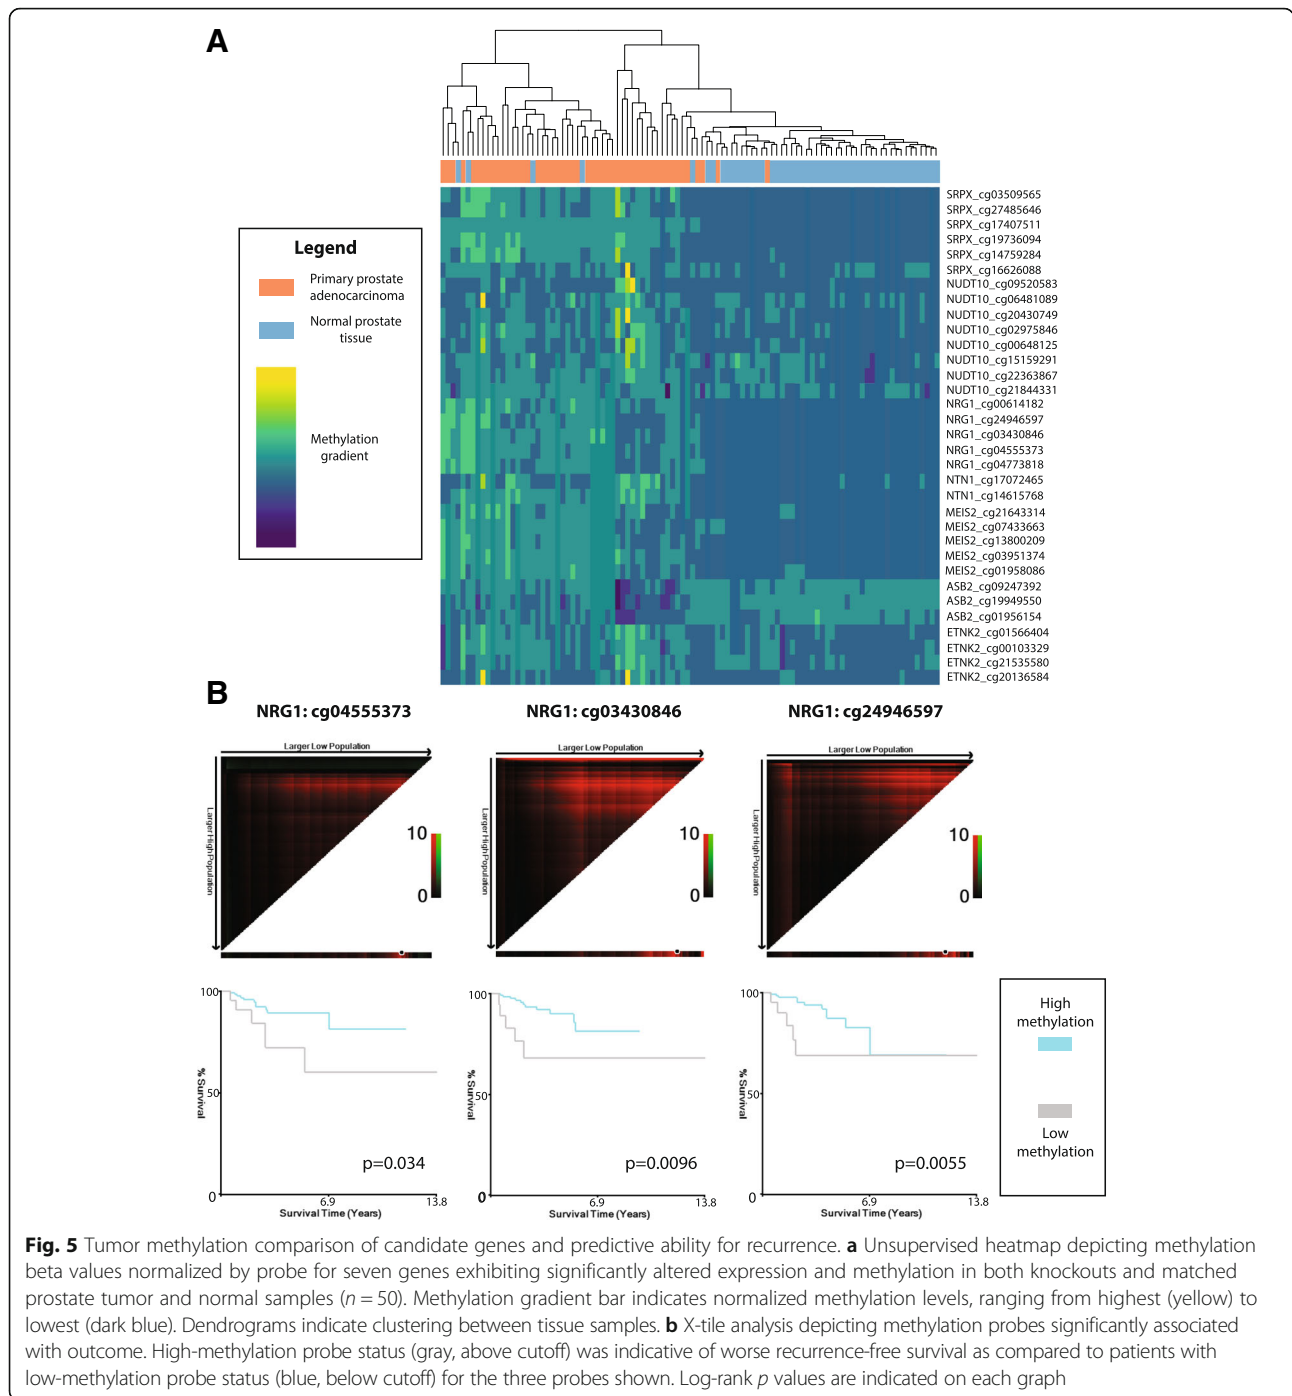 A
SRPX_cg03509565
SRPX_cg27485646
SRPX_cg17407511
SRPX_cg19736094
SRPX_cg14759284
SRPX_cg16626088
NUDT10_cg09520583
NUDT10_cg06481089
NUDT10_cg20430749
NUDT10_cg02975846
NUDT10_cg00648125
NUDT10_cg15159291
NUDT10_cg22363867
NUDT10_cg21844331
NRG1_cg00614182
NRG1_cg24946597
NRG1_cg03430846
NRG1_cg04555373
NRG1_cg04773818
NTN1_cg17072465
NTN1_cg14615768
MEIS2_cg21643314
MEIS2_cg07433663
MEIS2_cg13800209
MEIS2_cg03951374
MEIS2_cg01958086
ASB2_cg09247392
ASB2_cg19949550
ASB2_cg01956154
ETNK2_cg01566404
ETNK2_cg00103329
ETNK2_cg21535580
ETNK2_cg20136584
Legend
Primary prostate
adenocarcinoma
Normal prostate
tissue
Methylation
gradient
B
NRG1: cg04555373
Larger Low Population
Larger High Population
10
0
100
50
0
% Survival
p=0.034
6.9
13.8
Survival Time (Years)
NRG1: cg03430846
Larger Low Population
Larger High Population
10
0
100
50
0
% Survival
p=0.0096
6.9
13.8
Survival Time (Years)
NRG1: cg24946597
Larger Low Population
Larger High Population
10
0
100
50
0
% Survival
p=0.0055
6.9
13.8
Survival Time (Years)
High
methylation
Low
methylation
Fig. 5 Tumor methylation comparison of candidate genes and predictive ability for recurrence. a Unsupervised heatmap depicting methylation
beta values normalized by probe for seven genes exhibiting significantly altered expression and methylation in both knockouts and matched
prostate tumor and normal samples (n = 50). Methylation gradient bar indicates normalized methylation levels, ranging from highest (yellow) to
lowest (dark blue). Dendrograms indicate clustering between tissue samples. b X-tile analysis depicting methylation probes significantly associated
with outcome. High-methylation probe status (gray, above cutoff) was indicative of worse recurrence-free survival as compared to patients with
low-methylation probe status (blue, below cutoff) for the three probes shown. Log-rank p values are indicated on each graph